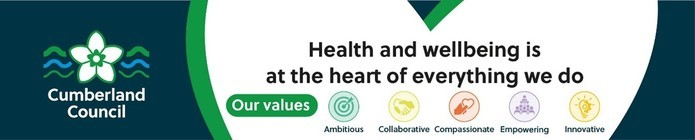 Cumberland
Council
Health and wellbeing is
at the heart of everything we do
Our values
Ambitious
Collaborative
Compassionate
Empowering
Innovative